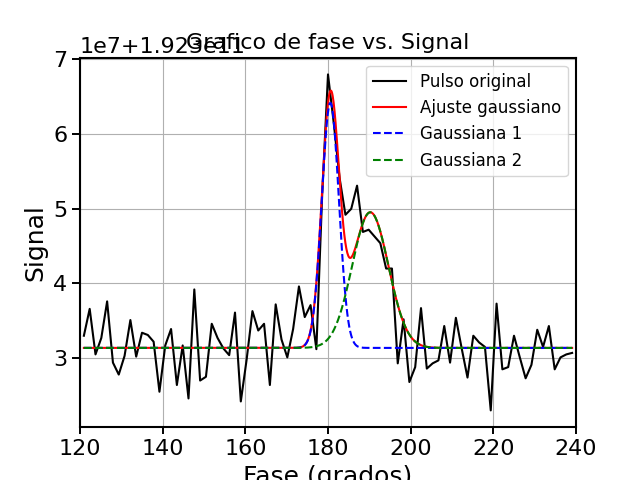 1e7+1.923e11
Grafico de fase vs. Signal
7
6
5
4
3
Signal
Pulso original
Ajuste gaussiano
Gaussiana 1
Gaussiana 2
120 140 160 180 200 220 240
Fase (grados)